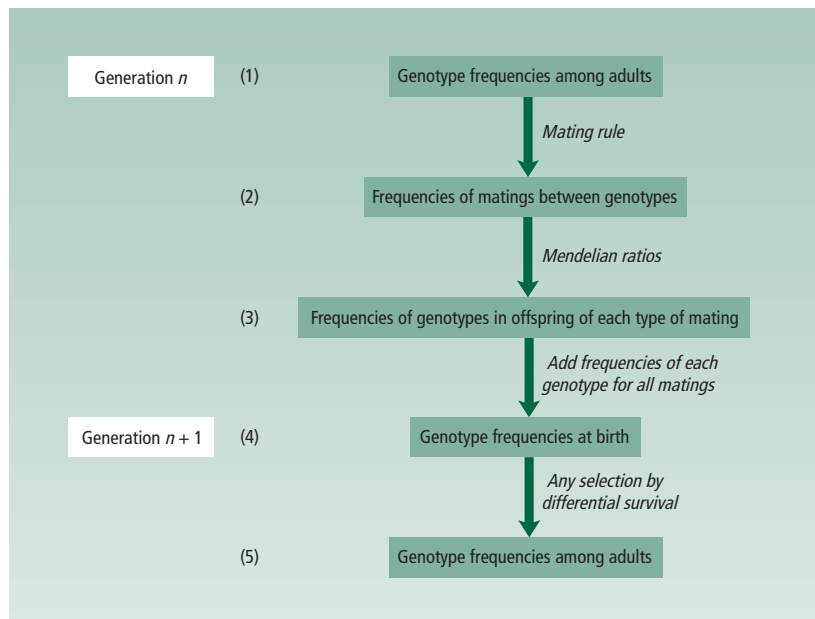 Generation n (1) Genotype frequencies among adults
Mating rule
(2) Frequencies of matings between genotypes
Mendelian ratios
(3) Frequencies of genotypes in offspring of each type of mating
Add frequencies of each
genotype for all matings
Generation n + 1 (4) Genotype frequencies at birth
Any selection by
differential survival
(5) Genotype frequencies among adults